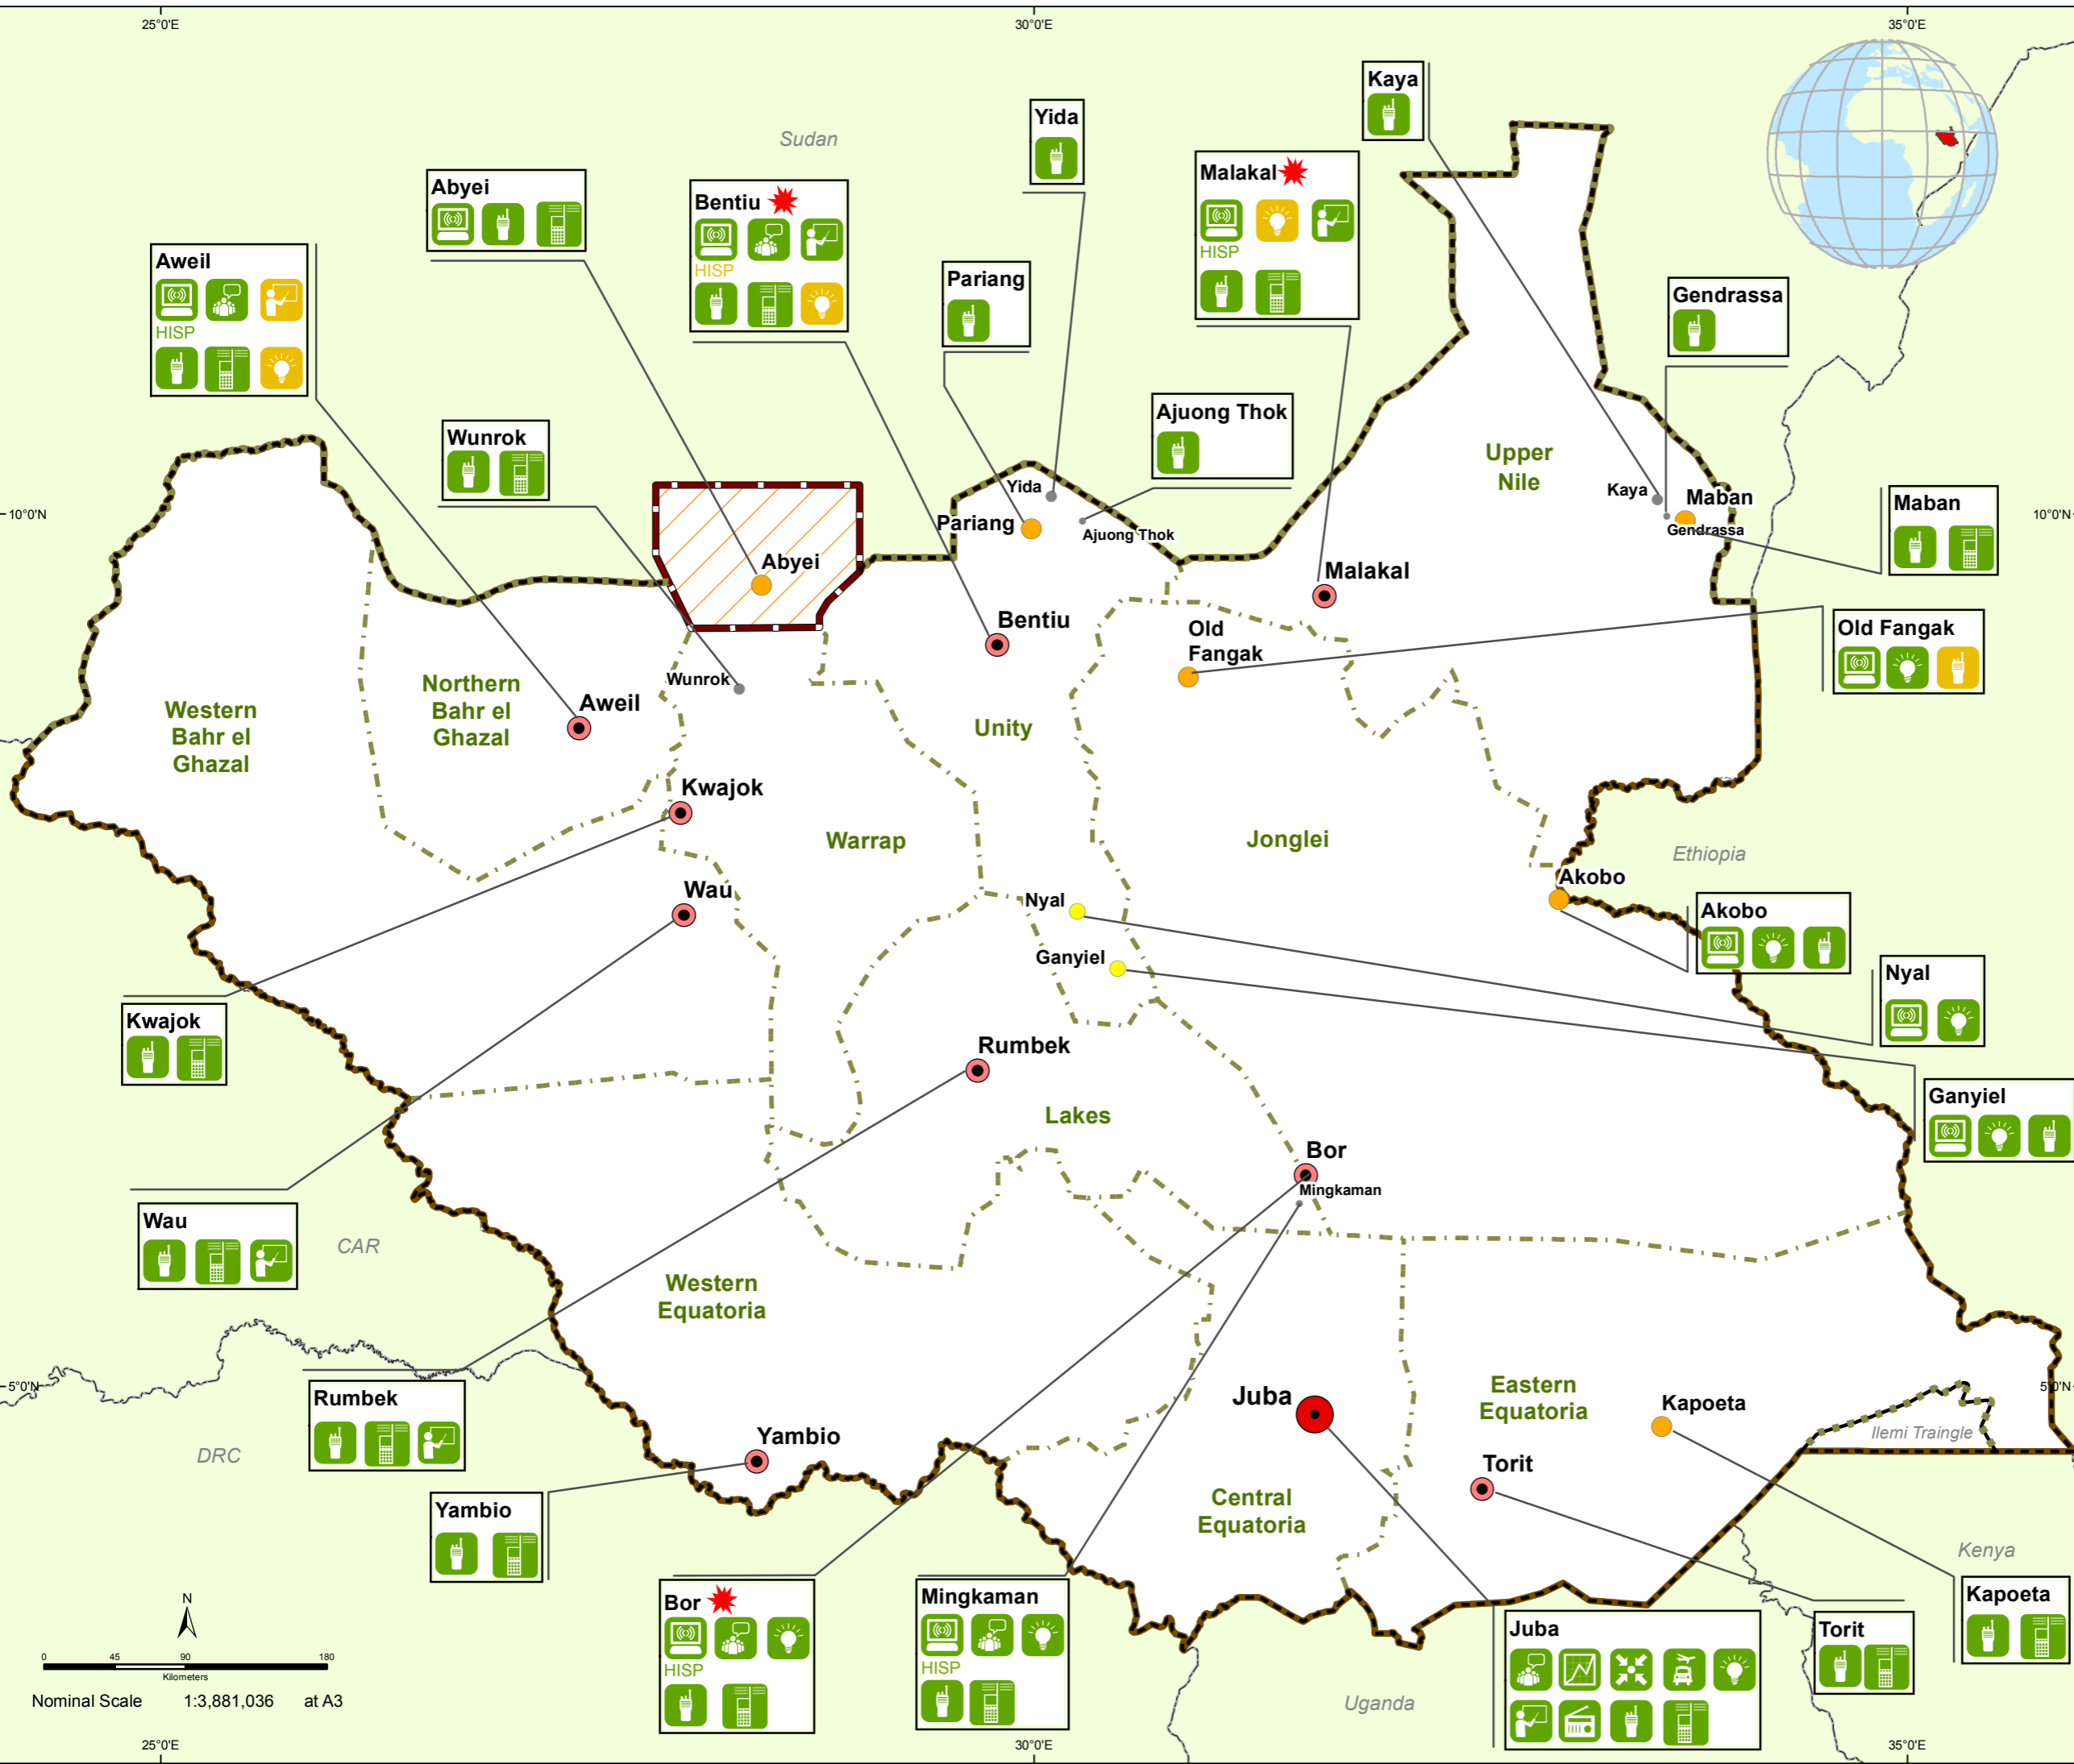 25°0'E
30°0'E
35°0'E
Kaya
Yida
Sudan
Malakal
Abyei
Bentiu
HISP
HISP
Aweil
HISP
Pariang
Gendrassa
Ajuong Thok
Wunrok
Upper
Nile
Yida
Kaya
Maban
Maban
10°0'N
10°0'N
Pariang
Ajuong Thok
Gendrassa
Abyei
Malakal
Bentiu
Old
Fangak
Old Fangak
Wunrok
Northern
Bahr el
Ghazal
Aweil
Western
Bahr el
Ghazal
Unity
Kwajok
Warrap
Jonglei
Ethiopia
Akobo
Wau
Nyal
Akobo
Ganyiel
Nyal
Kwajok
Rumbek
Ganyiel
Lakes
Bor
Mingkaman
Wau
CAR
Western
Equatoria
Juba
Eastern
Equatoria
Kapoeta
5°0'N
5°0'N
Rumbek
Ilemi Traingle
DRC
Yambio
Torit
Yambio
Central
Equatoria
Kenya
Bor
HISP
Mingkaman
HISP
Juba
Torit
Kapoeta
N
0 45 90 180
Kilometers
Nominal Scale 1:3,881,036 at A3
Uganda
25°0'E
30°0'E
35°0'E